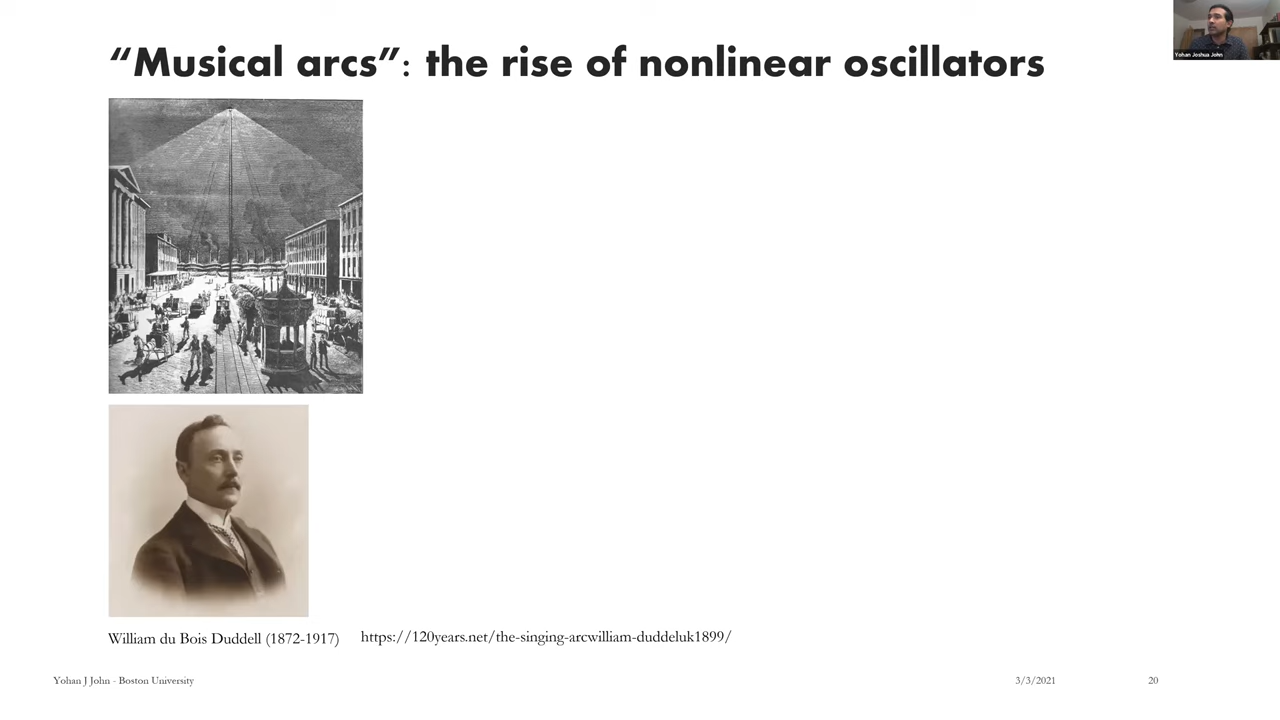 “Musical arcs”: the rise of nonlinear oscillators
Yohan Joshua John
William du Bois Duddell (1872-1917)
https://120years.net/the-singing-arcwilliam-duddeluk1899/
Yohan J John - Boston University
3/3/2021
20